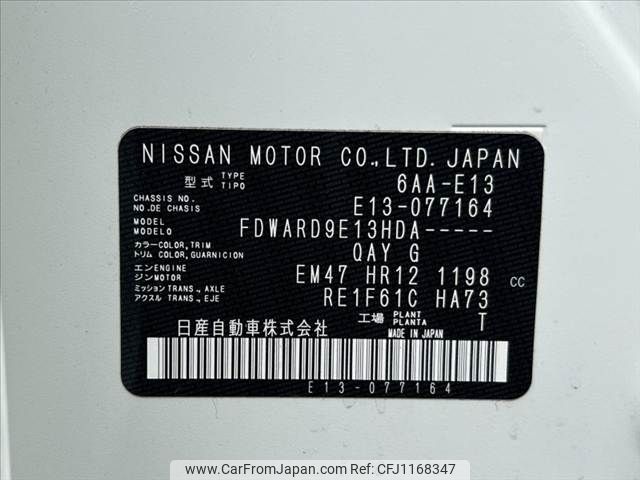 NISSAN MOTOR CO.,LTD. JAPAN
型式 TYPE TIPO 6AA-E13
CHASSIS NO. NO.DE CHASIS E13-077164
MODEL MODELO FDWARD9E13HDA-----
カラー COLOR,TRIM トリム COLOR,GUARNICION QAY G
エンジン ENGINE MOTOR EM47 HR12 1198 CC
ミッション TRANS.,AXLE アクスル TRANS.,EJE RE1F61C HA73
日産自動車株式会社 工場 PLANT PLANTA T
MADE IN JAPAN
E13-077164
CAR FROM JAPAN www.carfromjapan.com Ref No: CFJ1168347